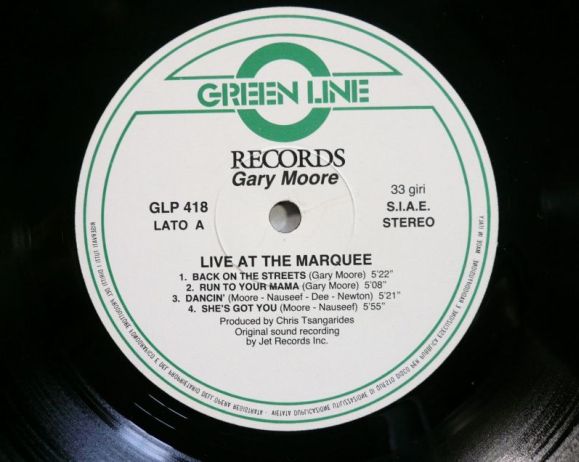 GREEN LINE
RECORDS
Gary Moore
GLP 418
LATO A
33 giri
S.I.A.E.
STEREO
LIVE AT THE MARQUEE
1. BACK ON THE STREETS (Gary Moore) 5'22"
2. RUN TO YOUR MAMA (Gary Moore) 5'08"
3. DANCIN' (Moore - Nauseef - Dee - Newton) 5'21"
4. SHE'S GOT YOU (Moore - Nauseef) 5'55"
Produced by Chris Tsangarides
Original sound recording
by Jet Records Inc.